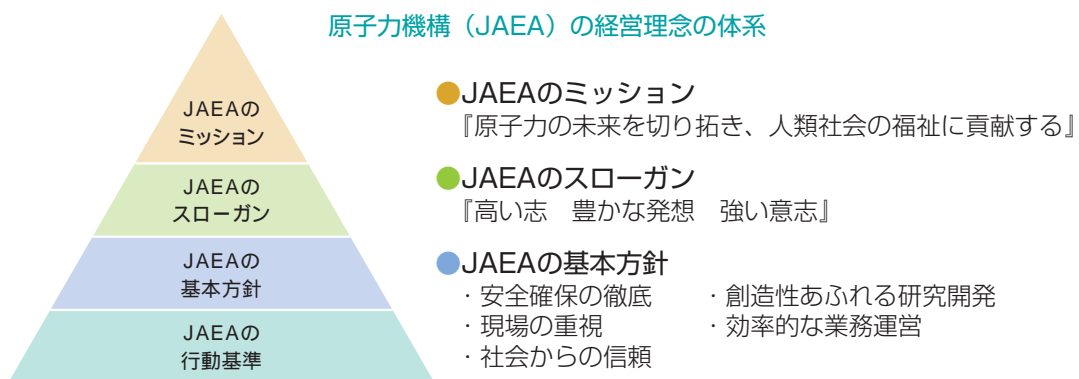 原子力機構（JAEA）の経営理念の体系
JAEAの
ミッション
JAEAの
スローガン
JAEAの
基本方針
JAEAの
行動基準
●JAEAのミッション
『原子力の未来を切り拓き、人類社会の福祉に貢献する』
●JAEAのスローガン
『高い志　豊かな発想　強い意志』
●JAEAの基本方針
・安全確保の徹底　・創造性あふれる研究開発
・現場の重視　・効率的な業務運営
・社会からの信頼